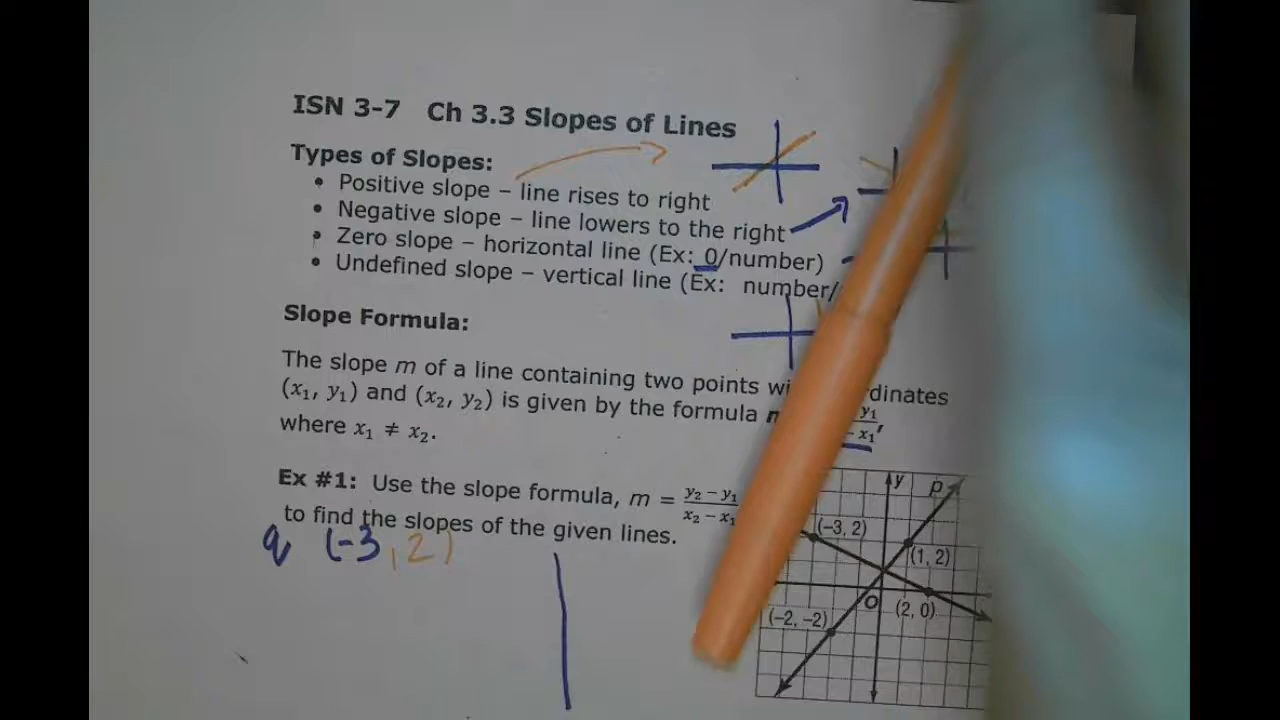 ISN 3-7 Ch 3.3 Slopes of Lines
Types of Slopes:
• Positive slope – line rises to right
• Negative slope – line lowers to the right
• Zero slope – horizontal line (Ex: 0/number)
• Undefined slope – vertical line (Ex: number/
Slope Formula:
The slope m of a line containing two points
(x₁, y₁) and (x₂, y₂) is given by the formula
y₁
– x₁,
where x₁ ≠ x₂.
Ex #1: Use the slope formula, m = y₂ – y₁ / x₂ – x₁
to find the slopes of the given lines.
q (-3, 2)
y p
(-3, 2)
(1, 2)
O (2, 0)
(-2, -2)